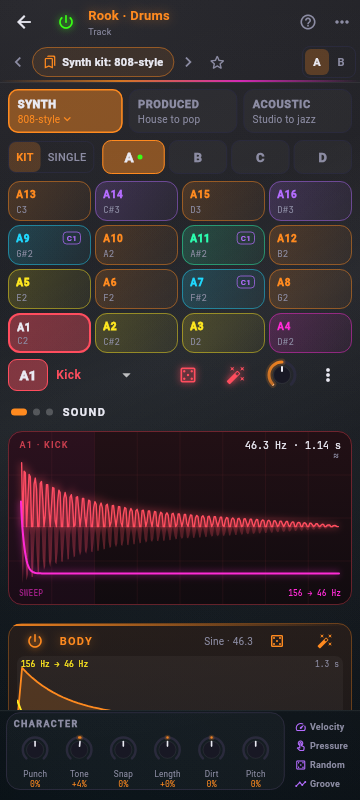 Rook · Drums
Track
Synth kit: 808-style
A
B
SYNTH
808-style
PRODUCED
House to pop
ACOUSTIC
Studio to jazz
KIT
SINGLE
A
B
C
D
A13
C3
A14
C#3
A15
D3
A16
D#3
A9
C1
G#2
A10
A2
A11
C1
A#2
A12
B2
A5
E2
A6
F2
A7
C1
F#2
A8
G2
A1
C2
A2
C#2
A3
D2
A4
D#2
A1
Kick
SOUND
A1 · KICK
46.3 Hz · 1.14 s
≈
SWEEP
156 → 46 Hz
BODY
Sine · 46.3
156 Hz → 46 Hz
1.3 s
CHARACTER
Punch
0%
Tone
+4%
Snap
0%
Length
+0%
Dirt
0%
Pitch
0%
Velocity
Pressure
Random
Groove